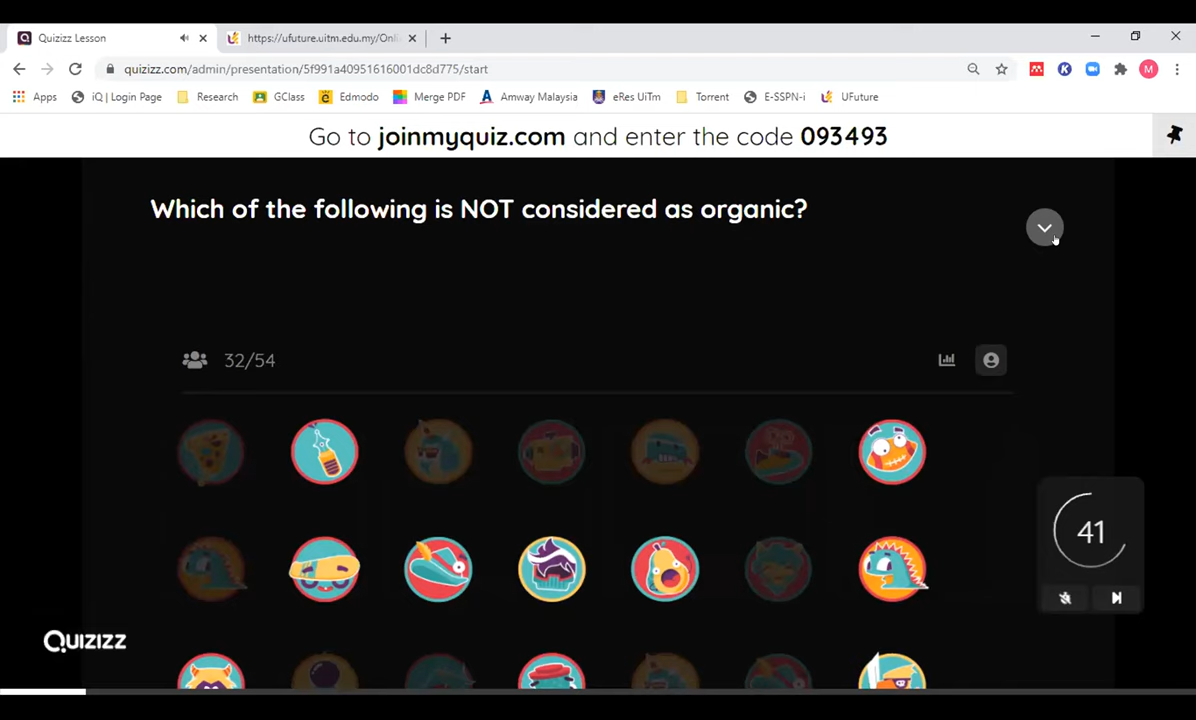 Quizizz Lesson
https://ufuture.uitm.edu.my/Onli
quizizz.com/admin/presentation/5f991a40951616001dc8d775/start
M
Apps iQ | Login Page Research GClass Edmodo Merge PDF Amway Malaysia eRes UiTm Torrent E-SSPN-i UFuture
Go to joinmyquiz.com and enter the code 093493
Which of the following is NOT considered as organic?
32/54
41
QUIZIZZ